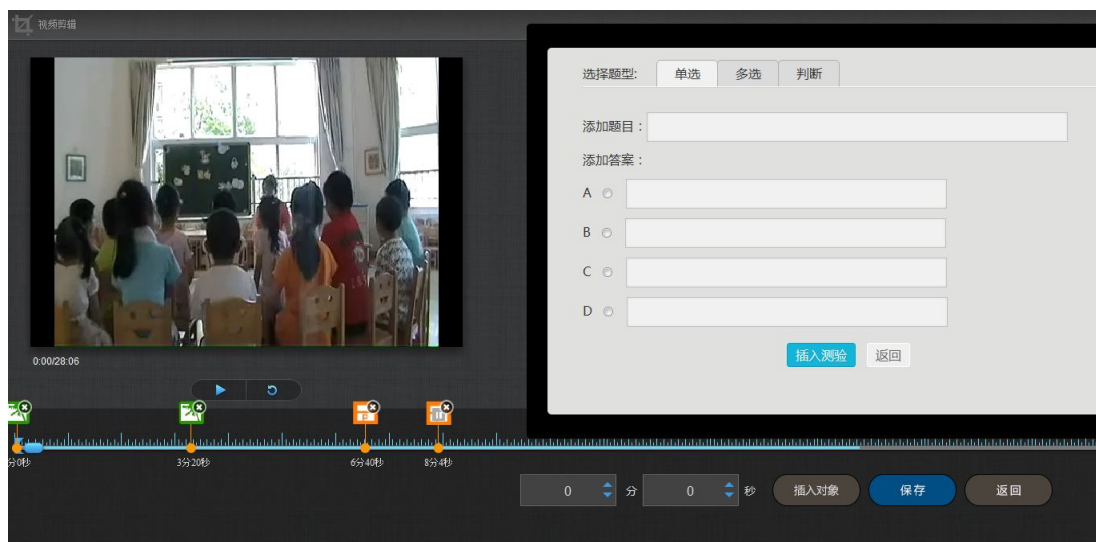 视频剪辑
选择题型: 单选 多选 判断
添加题目：
添加答案：
A
B
C
D
插入测验 返回
0:00/28:06
分0秒 3分20秒 6分40秒 8分4秒
0 分 0 秒 插入对象 保存 返回